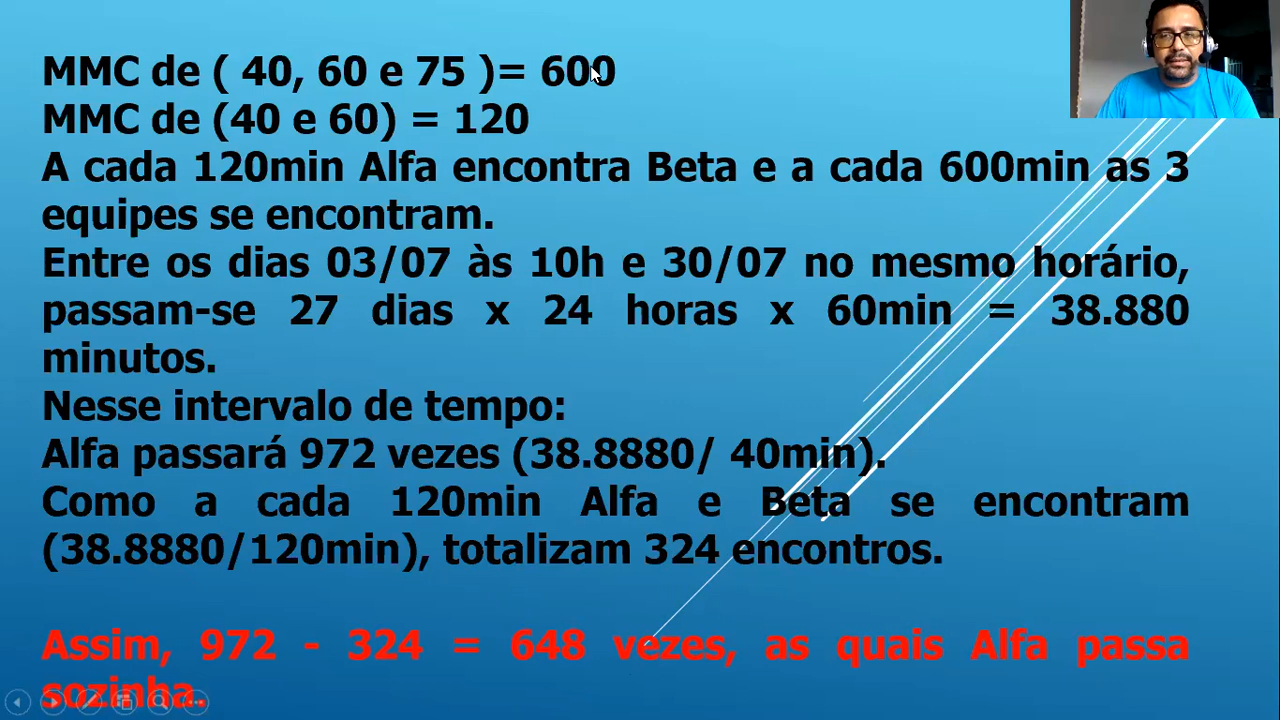 MMC de ( 40, 60 e 75 )= 600
MMC de (40 e 60) = 120
A cada 120min Alfa encontra Beta e a cada 600min as 3
equipes se encontram.
Entre os dias 03/07 às 10h e 30/07 no mesmo horário,
passam-se 27 dias x 24 horas x 60min = 38.880
minutos.
Nesse intervalo de tempo:
Alfa passará 972 vezes (38.8880/ 40min).
Como a cada 120min Alfa e Beta se encontram
(38.8880/120min), totalizam 324 encontros.
Assim, 972 - 324 = 648 vezes, as quais Alfa passa
sozinha.